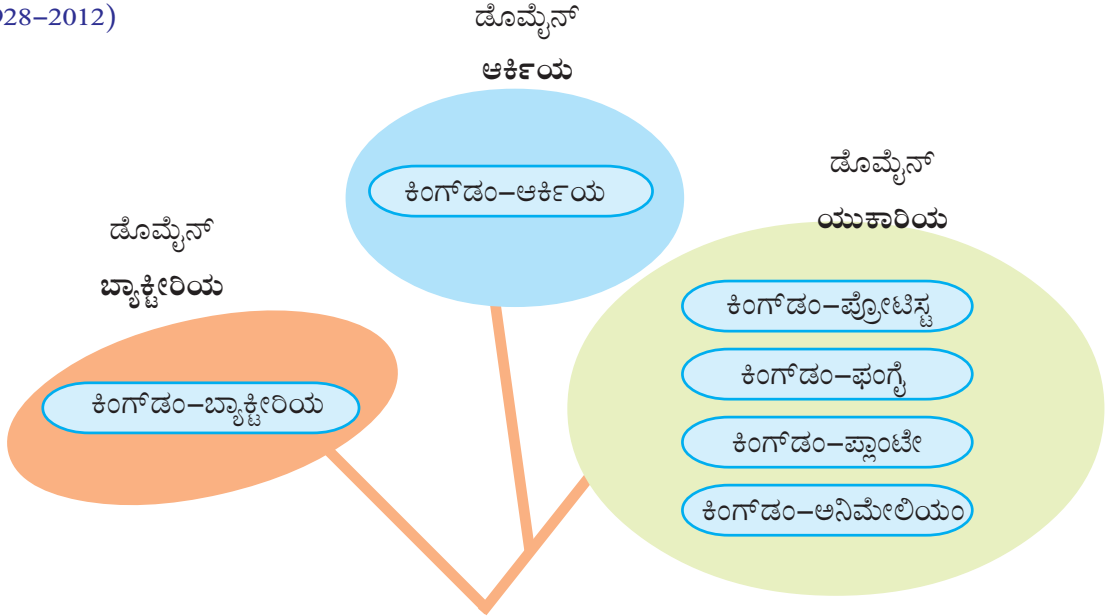 928–2012)
ಡೊಮೈನ್
ಆರ್ಕಿಯ
ಕಿಂಗ್‌ಡಂ–ಆರ್ಕಿಯ
ಡೊಮೈನ್
ಯುಕಾರಿಯ
ಡೊಮೈನ್
ಬ್ಯಾಕ್ಟೀರಿಯ
ಕಿಂಗ್‌ಡಂ–ಪ್ರೋಟಿಸ್ಟ
ಕಿಂಗ್‌ಡಂ–ಫಂಗೈ
ಕಿಂಗ್‌ಡಂ–ಬ್ಯಾಕ್ಟೀರಿಯ
ಕಿಂಗ್‌ಡಂ–ಪ್ಲಾಂಟೇ
ಕಿಂಗ್‌ಡಂ–ಅನಿಮೇಲಿಯಂ